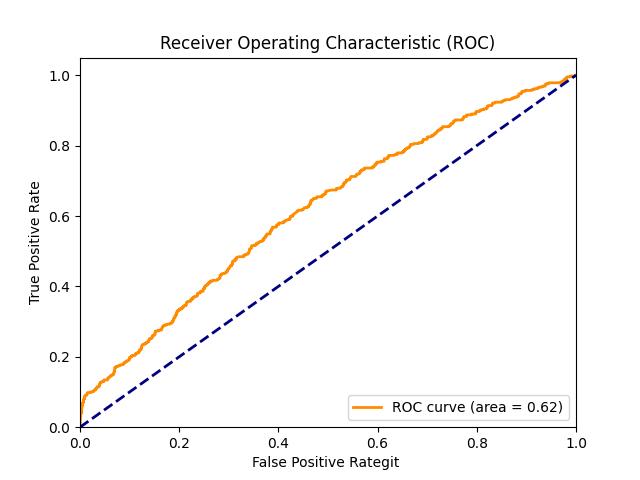 Receiver Operating Characteristic (ROC)
True Positive Rate
1.0
0.8
0.6
0.4
0.2
0.0
ROC curve (area = 0.62)
0.0 0.2 0.4 0.6 0.8 1.0
False Positive Rategit